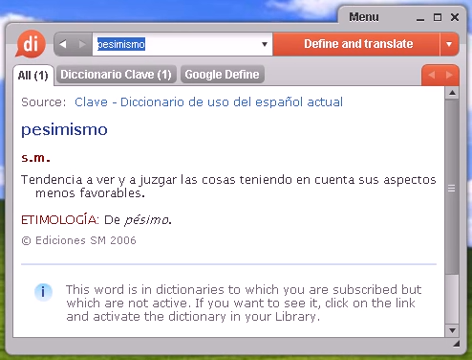 Menu
di pesimismo Define and translate
All (1) Diccionario Clave (1) Google Define
Source: Clave - Diccionario de uso del español actual
pesimismo
s.m.
Tendencia a ver y a juzgar las cosas teniendo en cuenta sus aspectos
menos favorables.
ETIMOLOGÍA: De pésimo.
© Ediciones SM 2006
i This word is in dictionaries to which you are subscribed but
which are not active. If you want to see it, click on the link
and activate the dictionary in your Library.